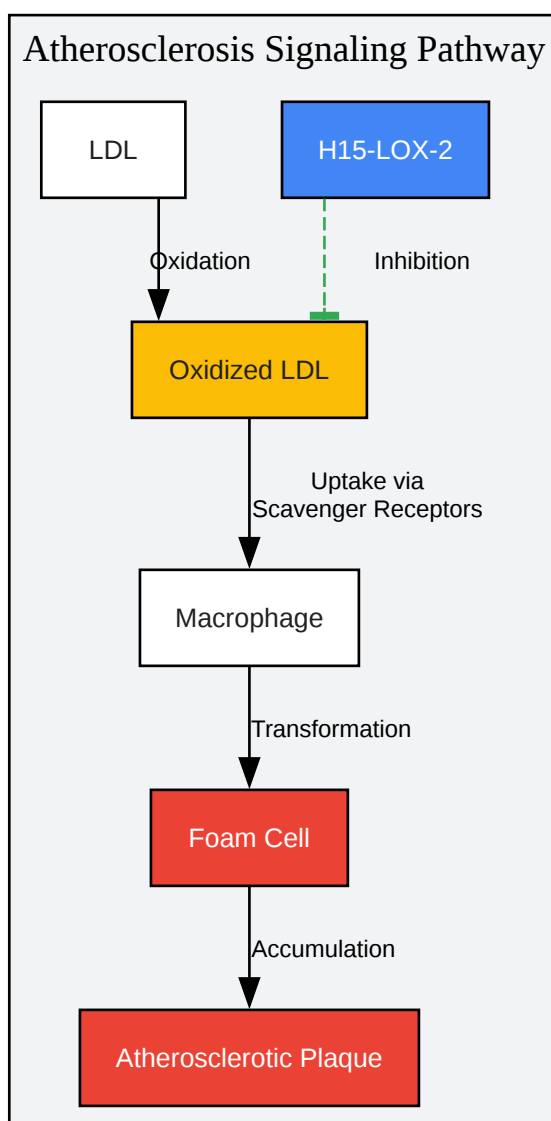 Atherosclerosis Signaling Pathway
LDL
H15-LOX-2
Oxidation
Inhibition
Oxidized LDL
Uptake via
Scavenger Receptors
Macrophage
Transformation
Foam Cell
Accumulation
Atherosclerotic Plaque